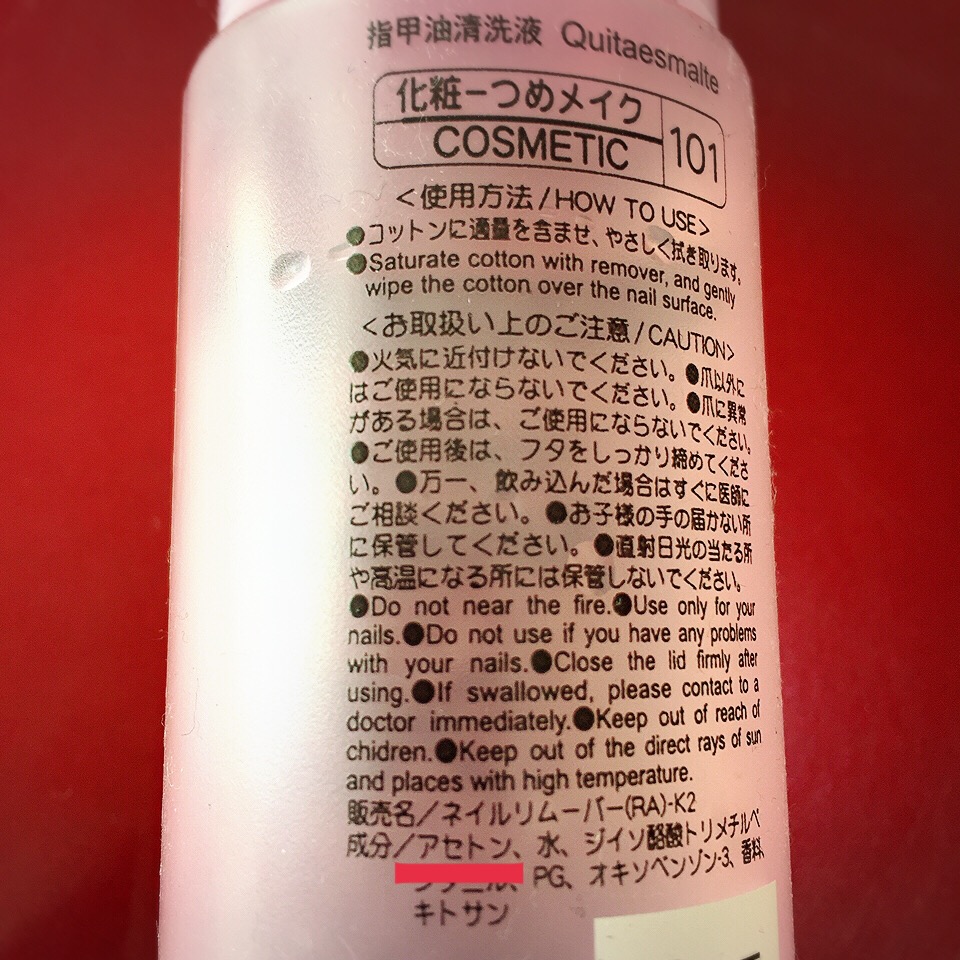 指甲油清洗液 Quitaesmalte
化粧ーつめメイク
COSMETIC
101
<使用方法/HOW TO USE>
●コットンに適量を含ませ、やさしく拭き取ります。
●Saturate cotton with remover, and gently
wipe the cotton over the nail surface.
<お取扱い上のご注意/CAUTION>
●火気に近付けないでください。●爪以外に
はご使用にならないでください。●爪に異常
がある場合は、ご使用にならないでください。
●ご使用後は、フタをしっかり締めてくださ
い。●万一、飲み込んだ場合はすぐに医師に
ご相談ください。●お子様の手の届かない所
に保管してください。●直射日光の当たる所
や高温になる所には保管しないでください。
●Do not near the fire.●Use only for your
nails.●Do not use if you have any problems
with your nails.●Close the lid firmly after
using.●If swallowed, please contact to a
doctor immediately.●Keep out of reach of
chidren.●Keep out of the direct rays of sun
and places with high temperature.
販売名/ネイルリムーバー(RA)-K2
成分/アセトン、水、ジイソ酪酸トリメチルペ
PG、オキソベンゾン-3、香料、
キトサン